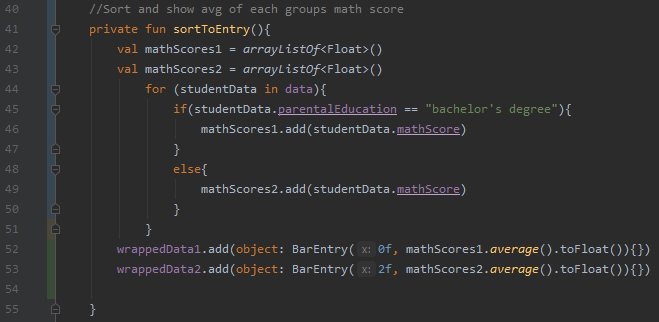 40 //Sort and show avg of each groups math score
41 private fun sortToEntry(){
42 val mathScores1 = arrayListOf<Float>()
43 val mathScores2 = arrayListOf<Float>()
44 for (studentData in data){
45 if(studentData.parentalEducation == "bachelor's degree"){
46 mathScores1.add(studentData.mathScore)
47 }
48 else{
49 mathScores2.add(studentData.mathScore)
50 }
51 }
52 wrappedData1.add(object: BarEntry( x: 0f, mathScores1.average().toFloat()){})
53 wrappedData2.add(object: BarEntry( x: 2f, mathScores2.average().toFloat()){})
54
55 }